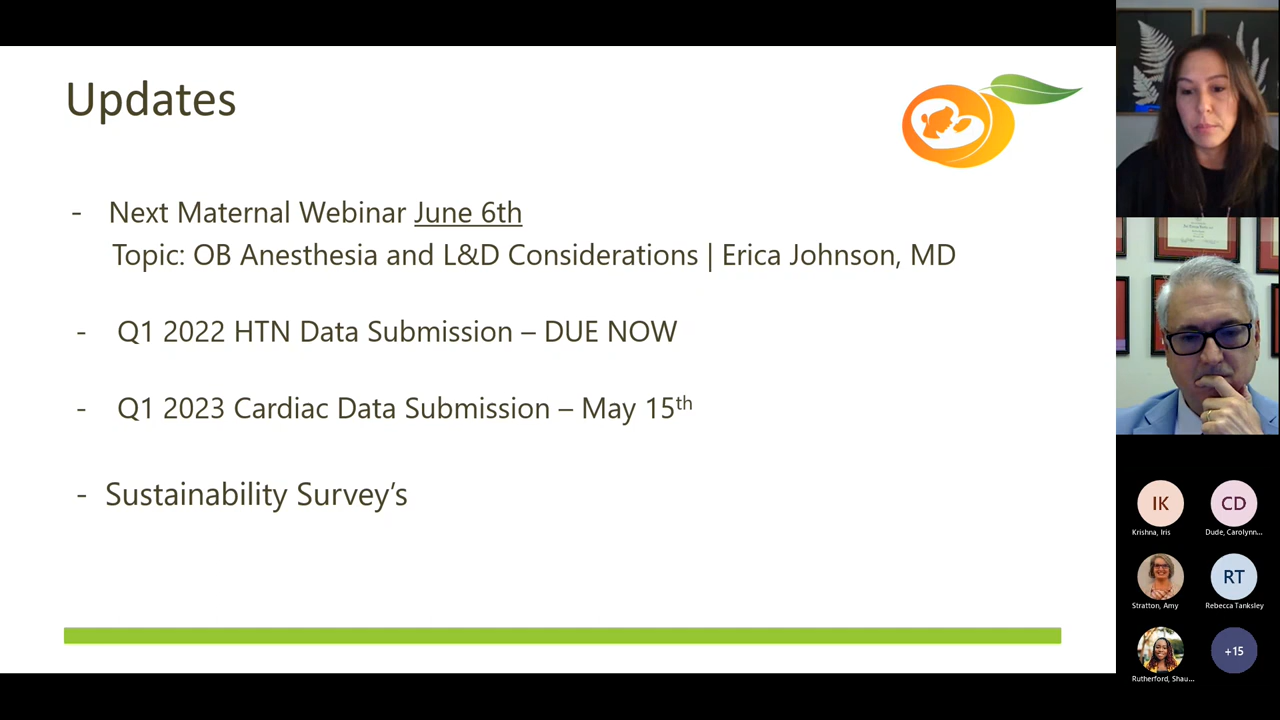 Updates
- Next Maternal Webinar June 6th
Topic: OB Anesthesia and L&D Considerations | Erica Johnson, MD
- Q1 2022 HTN Data Submission – DUE NOW
- Q1 2023 Cardiac Data Submission – May 15th
- Sustainability Survey’s
IK
CD
Krishna, Iris
Dude, Carolynn...
RT
Stratton, Amy
Rebecca Tanksley
+15
Rutherford, Shau...